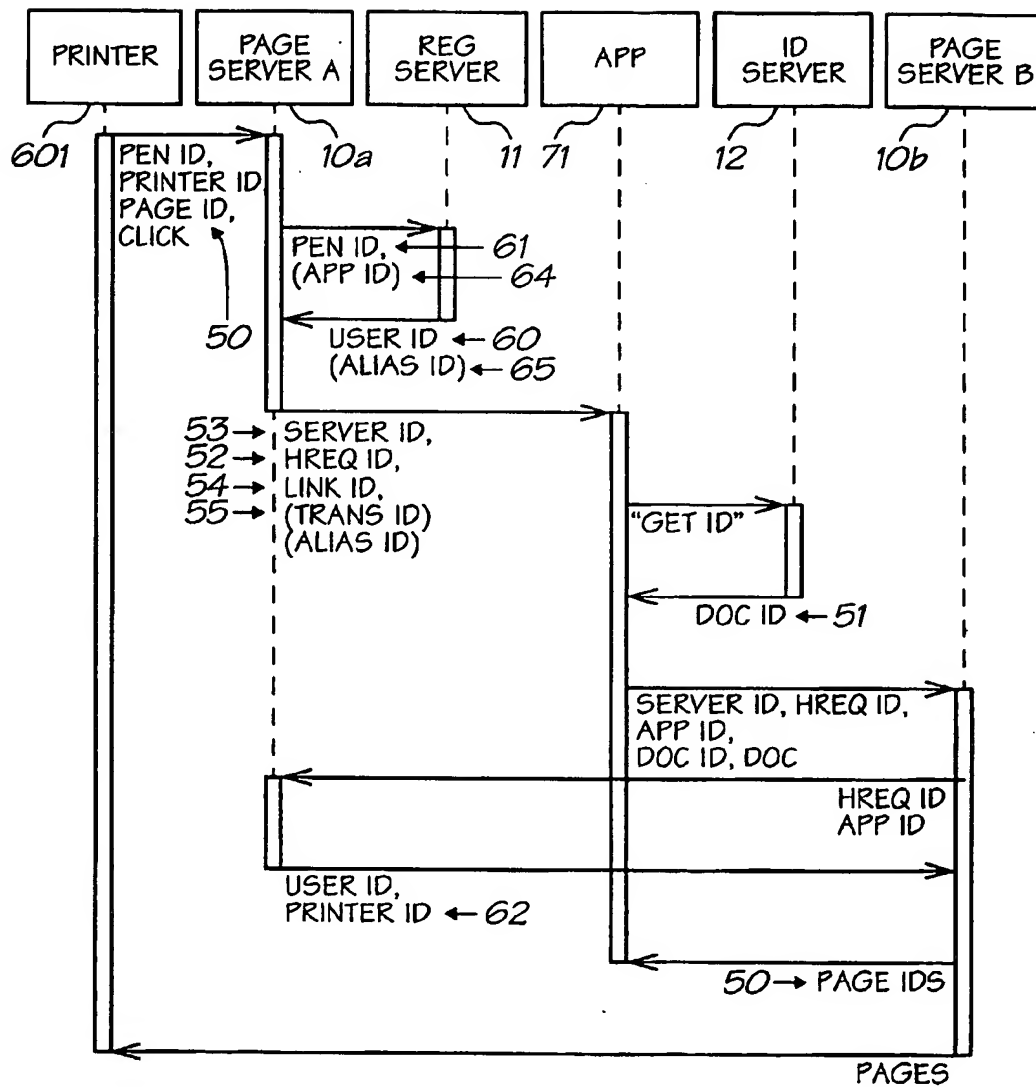 PRINTER
PAGE
SERVER A
REG
SERVER
APP
ID
SERVER
PAGE
SERVER B
601
10a
11
71
12
10b
PEN ID,
PRINTER ID
PAGE ID,
CLICK
50
PEN ID, 61
(APP ID) 64
USER ID 60
(ALIAS ID) 65
53 SERVER ID,
52 HREQ ID,
54 LINK ID,
55 (TRANS ID)
(ALIAS ID)
"GET ID"
DOC ID 51
SERVER ID, HREQ ID,
APP ID,
DOC ID, DOC
HREQ ID
APP ID
USER ID,
PRINTER ID 62
50 PAGE IDS
PAGES